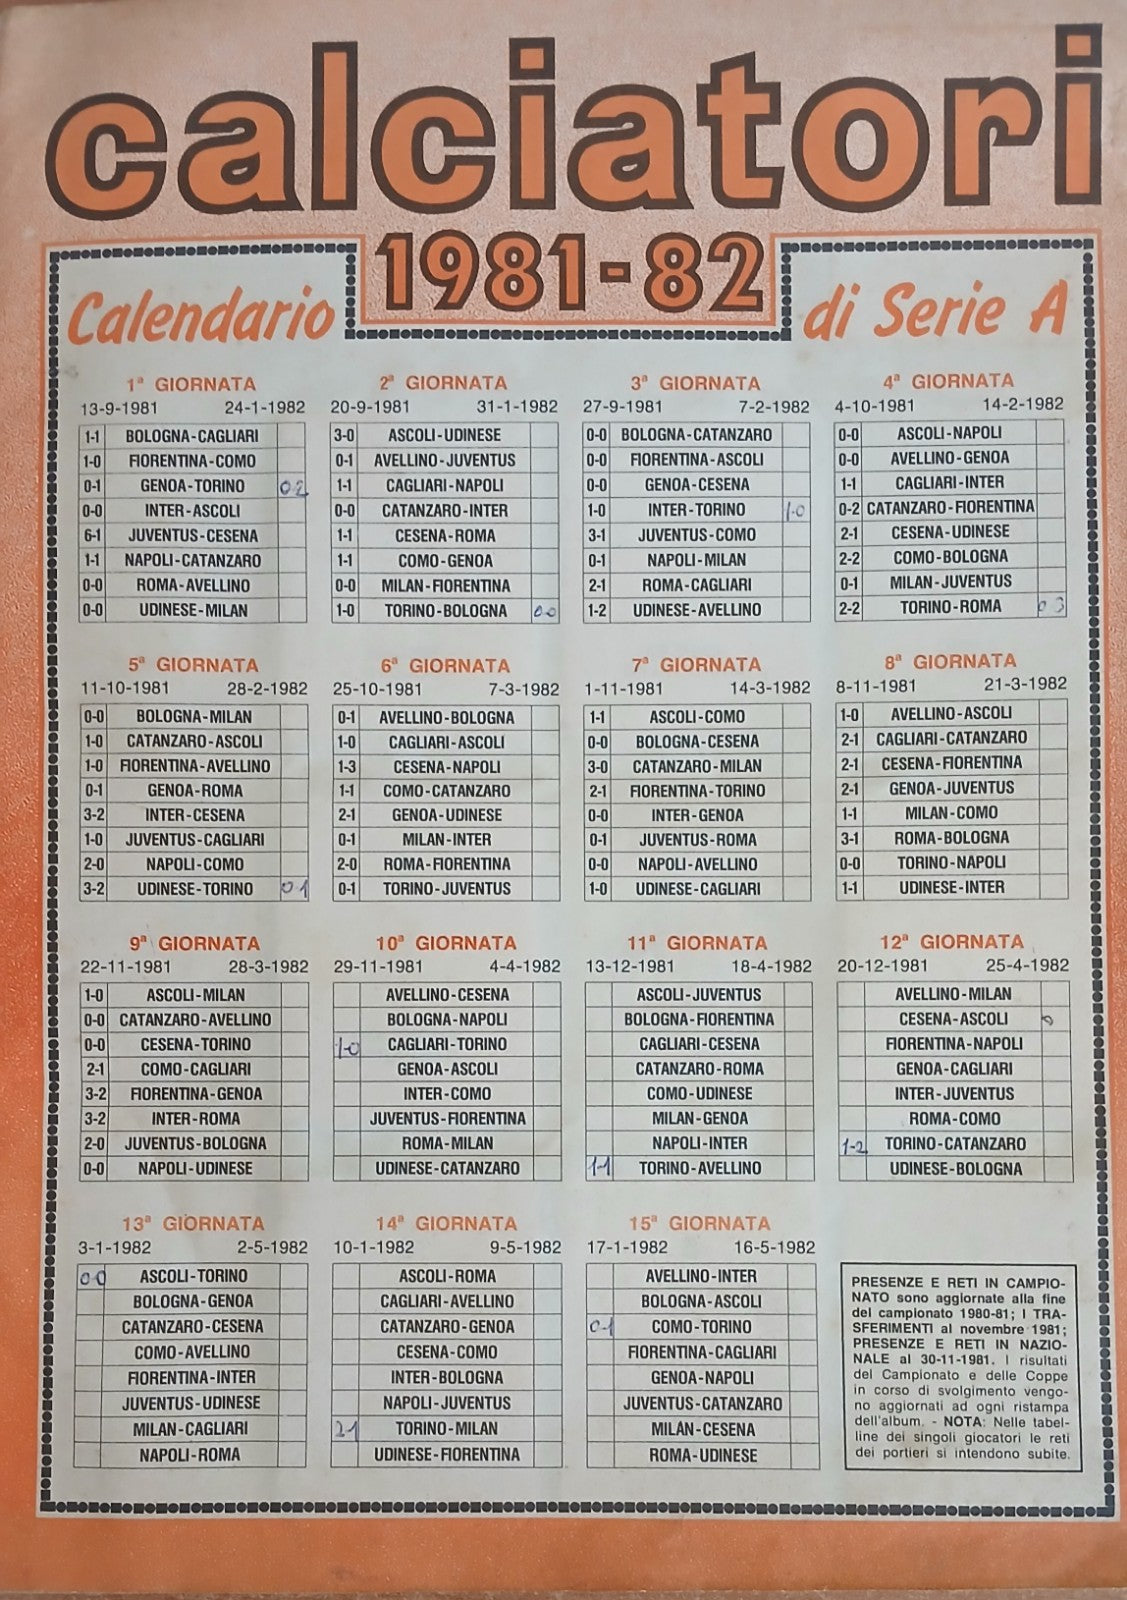 calciatori
1981-82
Calendario di Serie A
1ª GIORNATA
13-9-1981 24-1-1982
1-1 BOLOGNA-CAGLIARI
1-0 FIORENTINA-COMO
0-1 GENOA-TORINO 0 2
0-0 INTER-ASCOLI
6-1 JUVENTUS-CESENA
1-1 NAPOLI-CATANZARO
0-0 ROMA-AVELLINO
0-0 UDINESE-MILAN
2ª GIORNATA
20-9-1981 31-1-1982
3-0 ASCOLI-UDINESE
0-1 AVELLINO-JUVENTUS
1-1 CAGLIARI-NAPOLI
0-0 CATANZARO-INTER
1-1 CESENA-ROMA
1-1 COMO-GENOA
0-0 MILAN-FIORENTINA
1-0 TORINO-BOLOGNA 0-0
3ª GIORNATA
27-9-1981 7-2-1982
0-0 BOLOGNA-CATANZARO
0-0 FIORENTINA-ASCOLI
0-0 GENOA-CESENA
1-0 INTER-TORINO 1-0
3-1 JUVENTUS-COMO
0-1 NAPOLI-MILAN
2-1 ROMA-CAGLIARI
1-2 UDINESE-AVELLINO
4ª GIORNATA
4-10-1981 14-2-1982
0-0 ASCOLI-NAPOLI
0-0 AVELLINO-GENOA
1-1 CAGLIARI-INTER
0-2 CATANZARO-FIORENTINA
2-1 CESENA-UDINESE
2-2 COMO-BOLOGNA
0-1 MILAN-JUVENTUS
2-2 TORINO-ROMA 0 3
5ª GIORNATA
11-10-1981 28-2-1982
0-0 BOLOGNA-MILAN
1-0 CATANZARO-ASCOLI
1-0 FIORENTINA-AVELLINO
0-1 GENOA-ROMA
3-2 INTER-CESENA
1-0 JUVENTUS-CAGLIARI
2-0 NAPOLI-COMO
3-2 UDINESE-TORINO 0-1
6ª GIORNATA
25-10-1981 7-3-1982
0-1 AVELLINO-BOLOGNA
1-0 CAGLIARI-ASCOLI
1-3 CESENA-NAPOLI
1-1 COMO-CATANZARO
2-1 GENOA-UDINESE
0-1 MILAN-INTER
2-0 ROMA-FIORENTINA
0-1 TORINO-JUVENTUS
7ª GIORNATA
1-11-1981 14-3-1982
1-1 ASCOLI-COMO
0-0 BOLOGNA-CESENA
3-0 CATANZARO-MILAN
2-1 FIORENTINA-TORINO
0-0 INTER-GENOA
0-1 JUVENTUS-ROMA
0-0 NAPOLI-AVELLINO
1-0 UDINESE-CAGLIARI
8ª GIORNATA
8-11-1981 21-3-1982
1-0 AVELLINO-ASCOLI
2-1 CAGLIARI-CATANZARO
2-1 CESENA-FIORENTINA
2-1 GENOA-JUVENTUS
1-1 MILAN-COMO
3-1 ROMA-BOLOGNA
0-0 TORINO-NAPOLI
1-1 UDINESE-INTER
9ª GIORNATA
22-11-1981 28-3-1982
1-0 ASCOLI-MILAN
0-0 CATANZARO-AVELLINO
0-0 CESENA-TORINO
2-1 COMO-CAGLIARI
3-2 FIORENTINA-GENOA
3-2 INTER-ROMA
2-0 JUVENTUS-BOLOGNA
0-0 NAPOLI-UDINESE
10ª GIORNATA
29-11-1981 4-4-1982
AVELLINO-CESENA
BOLOGNA-NAPOLI
1-0 CAGLIARI-TORINO
GENOA-ASCOLI
INTER-COMO
JUVENTUS-FIORENTINA
ROMA-MILAN
UDINESE-CATANZARO
11ª GIORNATA
13-12-1981 18-4-1982
ASCOLI-JUVENTUS
BOLOGNA-FIORENTINA
CAGLIARI-CESENA
CATANZARO-ROMA
COMO-UDINESE
MILAN-GENOA
NAPOLI-INTER
1-1 TORINO-AVELLINO
12ª GIORNATA
20-12-1981 25-4-1982
AVELLINO-MILAN
CESENA-ASCOLI
FIORENTINA-NAPOLI
GENOA-CAGLIARI
INTER-JUVENTUS
ROMA-COMO
1-2 TORINO-CATANZARO
UDINESE-BOLOGNA
13ª GIORNATA
3-1-1982 2-5-1982
0-0 ASCOLI-TORINO
BOLOGNA-GENOA
CATANZARO-CESENA
COMO-AVELLINO
FIORENTINA-INTER
JUVENTUS-UDINESE
MILAN-CAGLIARI
NAPOLI-ROMA
14ª GIORNATA
10-1-1982 9-5-1982
ASCOLI-ROMA
CAGLIARI-AVELLINO
CATANZARO-GENOA
CESENA-COMO
INTER-BOLOGNA
NAPOLI-JUVENTUS
2-1 TORINO-MILAN
UDINESE-FIORENTINA
15ª GIORNATA
17-1-1982 16-5-1982
AVELLINO-INTER
BOLOGNA-ASCOLI
0-1 COMO-TORINO
FIORENTINA-CAGLIARI
GENOA-NAPOLI
JUVENTUS-CATANZARO
MILAN-CESENA
ROMA-UDINESE
PRESENZE E RETI IN CAMPIO-
NATO sono aggiornate alla fine
del campionato 1980-81; I TRA-
SFERIMENTI al novembre 1981;
PRESENZE E RETI IN NAZIO-
NALE al 30-11-1981. I risultati
del Campionato e delle Coppe
in corso di svolgimento vengo-
no aggiornati ad ogni ristampa
dell'album. - NOTA: Nelle tabel-
line dei singoli giocatori le reti
dei portieri si intendono subite.